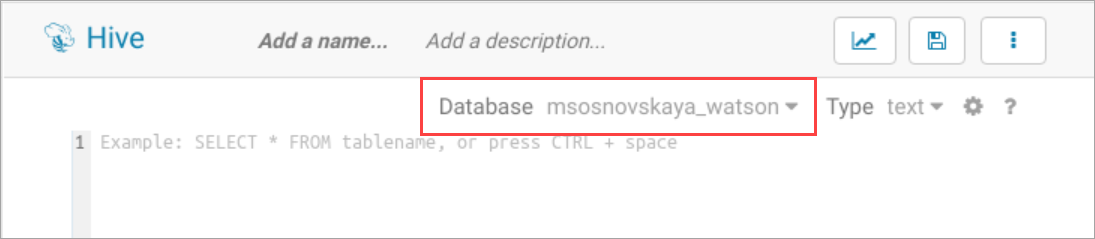 Hive Add a name... Add a description...
Database msosnovskaya_watson Type text ?
1 Example: SELECT * FROM tablename, or press CTRL + space